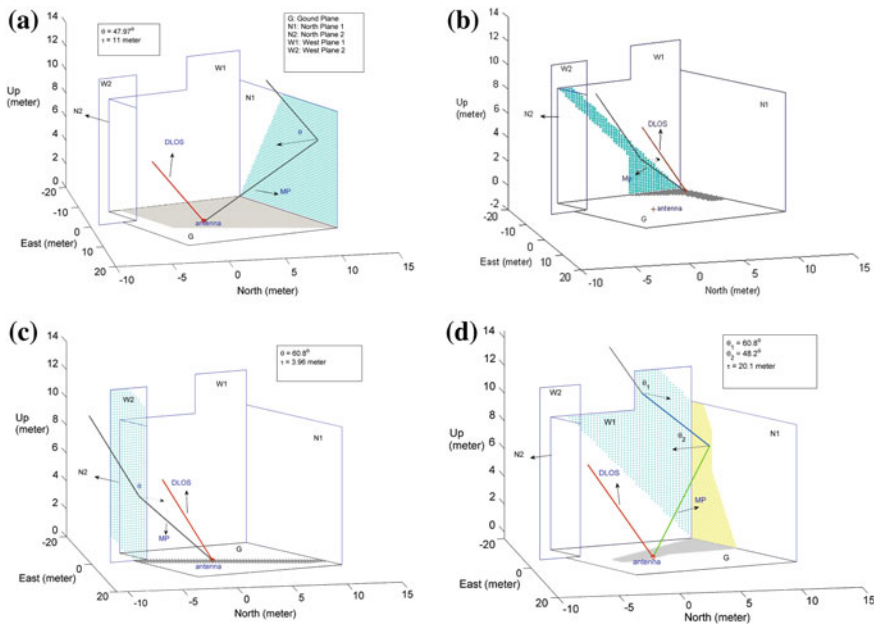 (a)
θ = 47.97°
τ = 11 meter
G: Gound Plane
N1: North Plane 1
N2: North Plane 2
W1: West Plane 1
W2: West Plane 2
14
12
10
8
6
4
2
0
-20
-10
0
10
20
Up
(meter)
East (meter)
-10
-5
0
5
10
15
North (meter)
W2
W1
N1
N2
DLOS
θ
MP
antenna
G
(b)
14
12
10
8
6
4
2
0
-2
-20
-10
0
10
20
Up
(meter)
East (meter)
-10
-5
0
5
10
15
North (meter)
W2
W1
N1
N2
DLOS
MP
antenna
G
(c)
θ = 60.8°
τ = 3.96 meter
14
12
10
8
6
4
2
0
-20
0
20
Up
(meter)
East (meter)
-10
-5
0
5
10
15
North (meter)
W2
W1
N1
N2
DLOS
θ
MP
antenna
G
(d)
θ1 = 60.8°
θ2 = 48.2°
τ = 20.1 meter
14
12
10
8
6
4
2
0
-20
0
20
Up
(meter)
East (meter)
-10
-5
0
5
10
15
North (meter)
W2
W1
N1
N2
DLOS
θ1
θ2
MP
antenna
G